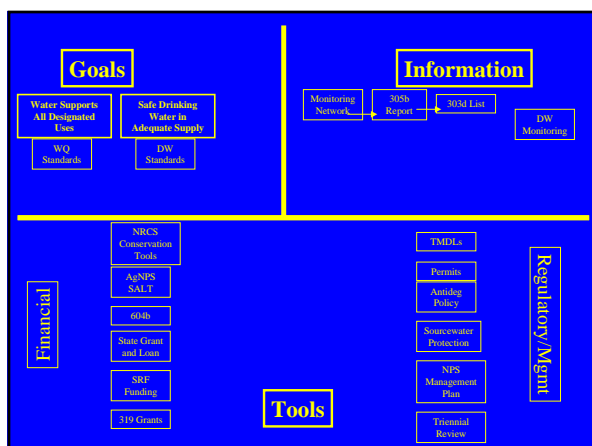 Goals
Water Supports
All Designated
Uses
Safe Drinking
Water in
Adequate Supply
WQ
Standards
DW
Standards
Information
Monitoring
Network
305b
Report
303d List
DW
Monitoring
Financial
NRCS
Conservation
Tools
AgNPS
SALT
604b
State Grant
and Loan
SRF
Funding
319 Grants
Tools
TMDLs
Permits
Antideg
Policy
Sourcewater
Protection
NPS
Management
Plan
Triennial
Review
Regulatory/Mgmt